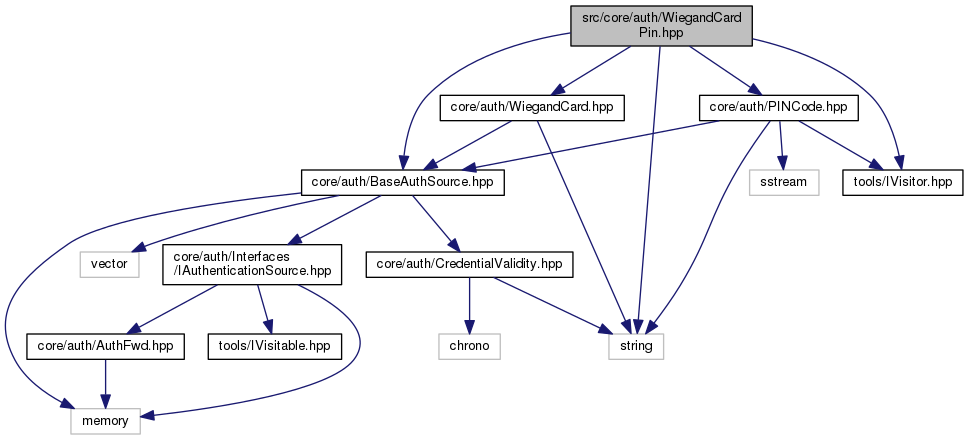 src/core/auth/WiegandCard
Pin.hpp
core/auth/WiegandCard.hpp
core/auth/PINCode.hpp
core/auth/BaseAuthSource.hpp
sstream
tools/IVisitor.hpp
vector
core/auth/Interfaces
/IAuthenticationSource.hpp
core/auth/CredentialValidity.hpp
core/auth/AuthFwd.hpp
tools/IVisitable.hpp
chrono
string
memory